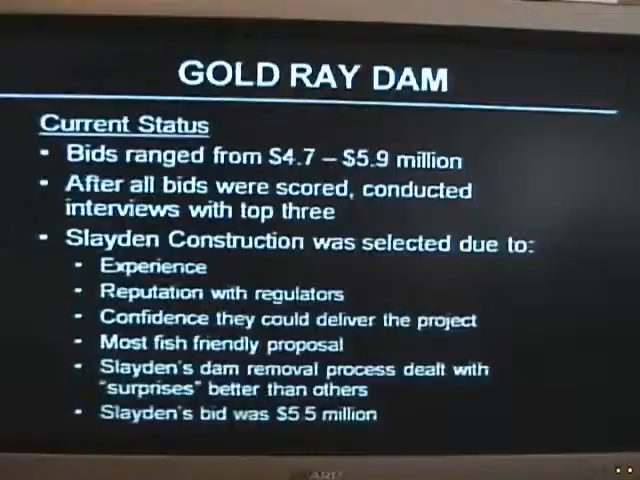 GOLD RAY DAM
Current Status
• Bids ranged from $4.7 – $5.9 million
• After all bids were scored, conducted
interviews with top three
• Slayden Construction was selected due to:
• Experience
• Reputation with regulators
• Confidence they could deliver the project
• Most fish friendly proposal
• Slayden's dam removal process dealt with
"surprises" better than others
• Slayden's bid was $5.5 million